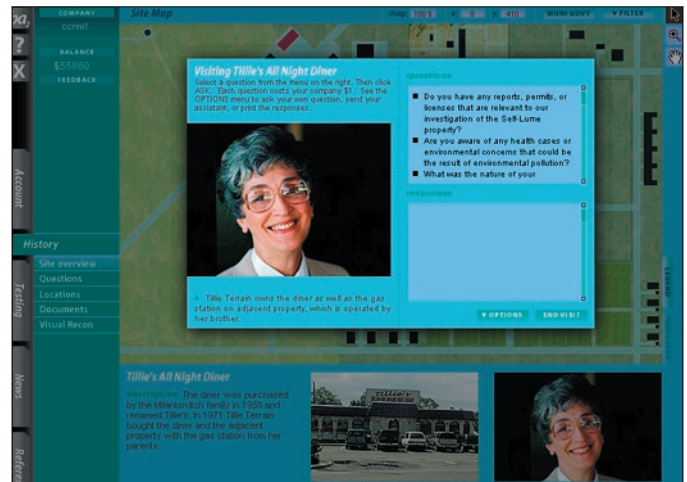 COMPANY
ccnm1
BALANCE
$55860
FEEDBACK
?
X
Account
History
Site overview
Questions
Locations
Documents
Visual Recon
Testing
News
Site Map
map: 100%
x: 0
y: 410
MUNI GOVT
▼ FILTER
Visiting Tillie's All Night Diner
Select a question from the menu on the right. Then click
ASK. Each question costs your company $1. See the
OPTIONS menu to ask your own question, send your
assistant, or print the responses.
Tillie Terrain owns the diner as well as the gas
station on adjacent property, which is operated by
her brother.
questions
■ Do you have any reports, permits, or
licenses that are relevant to our
investigation of the Self-Lume
property?
■ Are you aware of any health cases or
environmental concerns that could be
the result of environmental pollution?
■ What was the nature of your
responses
▼ OPTIONS
END VISIT
LEGEND
Tillie's All Night Diner
description The diner was purchased
by the Milankovitch family in 1958 and
renamed Tillie's. In 1971 Tillie Terrain
bought the diner and the adjacent
property with the gas station from her
parents.
tillie's